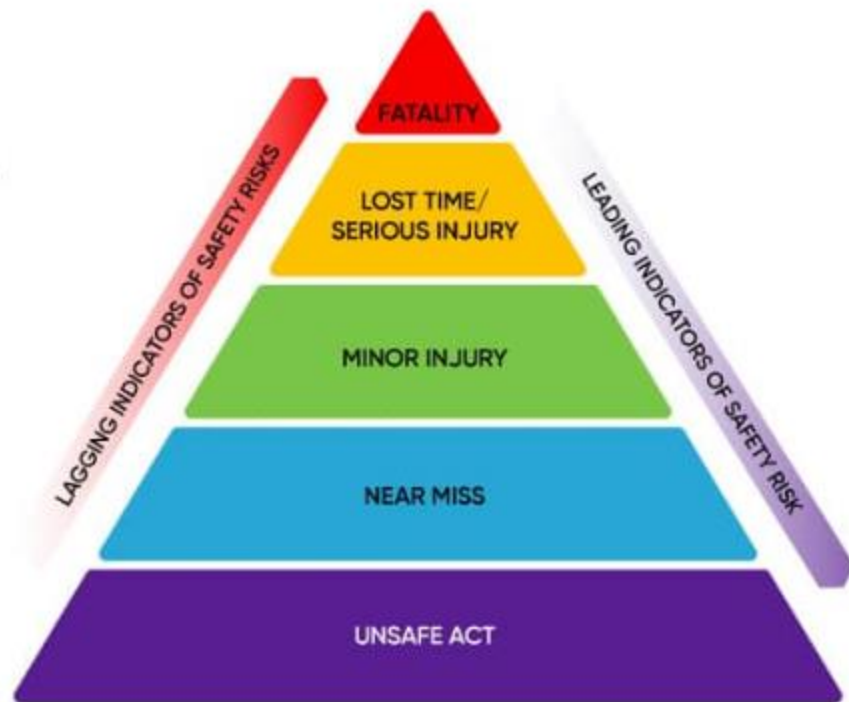 FATALITY
LAGGING INDICATORS OF SAFETY RISKS
LEADING INDICATORS OF SAFETY RISK
LOST TIME/
SERIOUS INJURY
MINOR INJURY
NEAR MISS
UNSAFE ACT